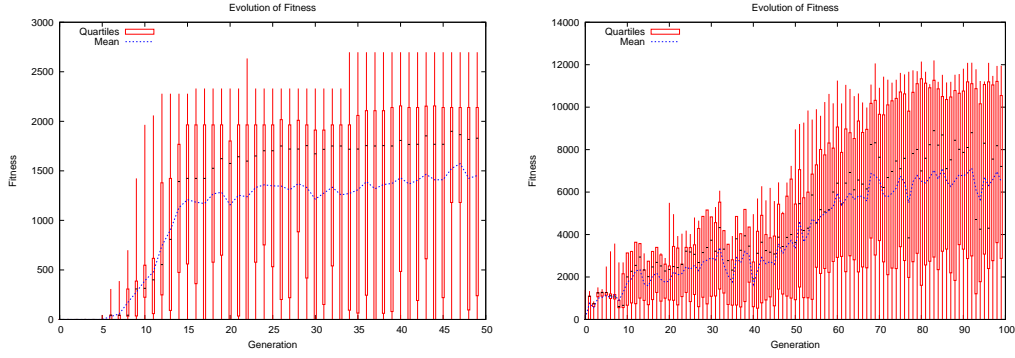 Evolution of Fitness
3000
2500
2000
1500
1000
500
0
Fitness
Quartiles
Mean
0 5 10 15 20 25 30 35 40 45 50
Generation
Evolution of Fitness
14000
12000
10000
8000
6000
4000
2000
0
Fitness
Quartiles
Mean
0 10 20 30 40 50 60 70 80 90 100
Generation